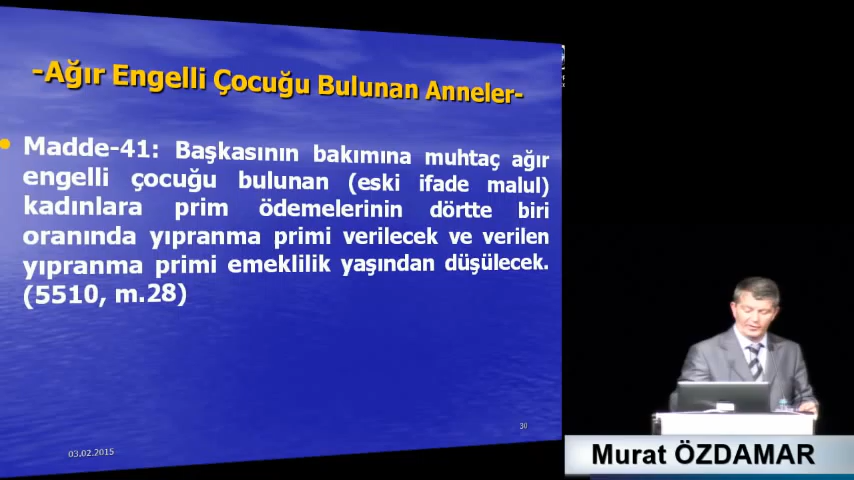 -Ağır Engelli Çocuğu Bulunan Anneler-
• Madde-41: Başkasının bakımına muhtaç ağır
engelli çocuğu bulunan (eski ifade malul)
kadınlara prim ödemelerinin dörtte biri
oranında yıpranma primi verilecek ve verilen
yıpranma primi emeklilik yaşından düşülecek.
(5510, m.28)
30
03.02.2015
Murat ÖZDAMAR